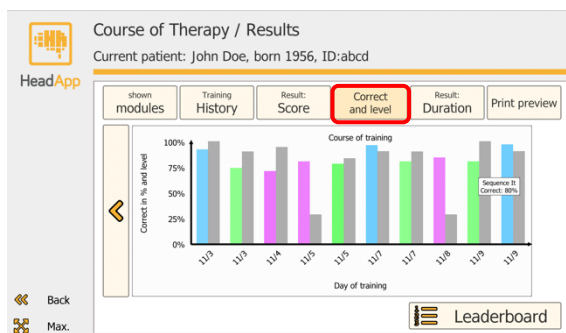 Course of Therapy / Results
Current patient: John Doe, born 1956, ID:abcd
HeadApp
shown
modules
Training
History
Result:
Score
Correct
and level
Result:
Duration
Print preview
Course of training
Correct in % and level
100%
75%
50%
25%
0%
Sequence It
Correct: 80%
11/3
11/3
11/4
11/5
11/5
11/7
11/7
11/8
11/9
11/9
Day of training
Back
Max.
Leaderboard